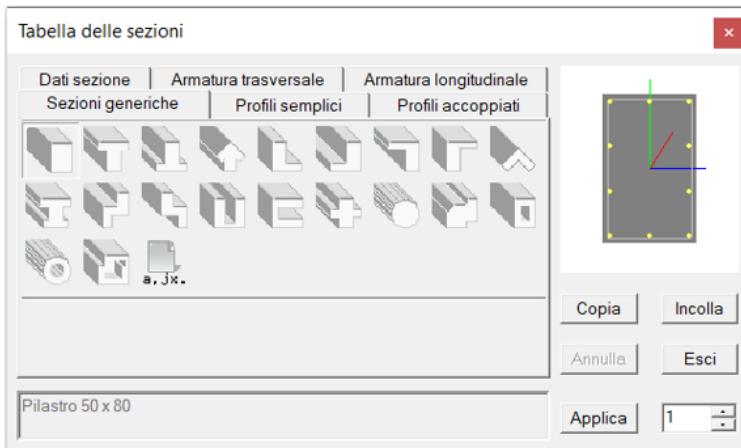 Tabella delle sezioni
Dati sezione
Armatura trasversale
Armatura longitudinale
Sezioni generiche
Profili semplici
Profili accoppiati
a,jx.
Copia
Incolla
Annulla
Esci
Pilastro 50 x 80
Applica
1